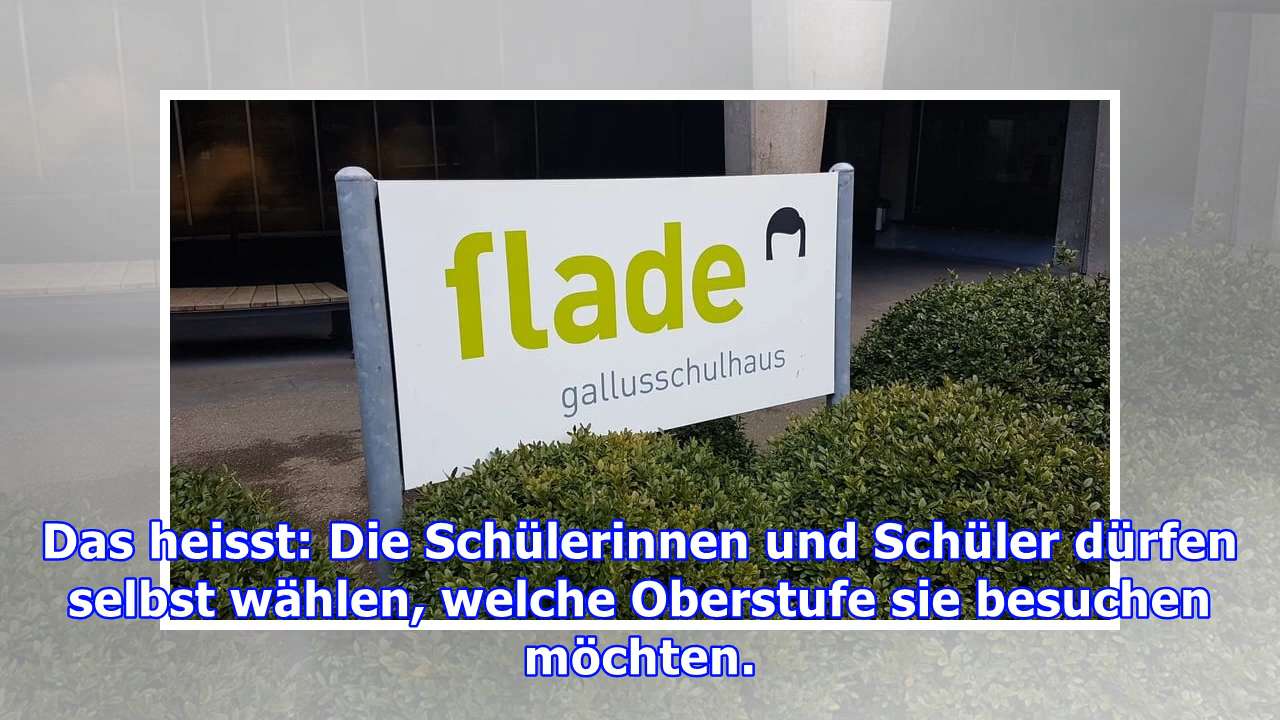 flade
gallusschulhaus
Das heisst: Die Schülerinnen und Schüler dürfen
selbst wählen, welche Oberstufe sie besuchen
möchten.